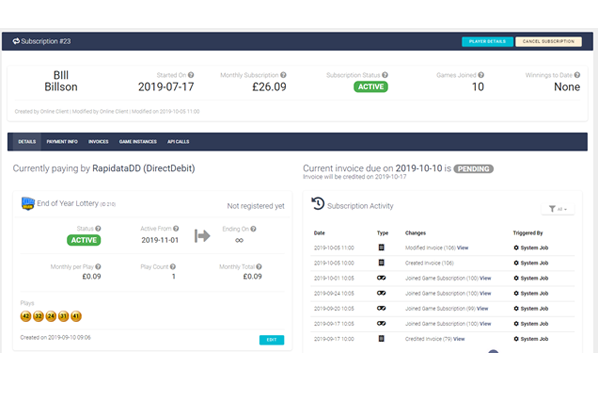 Subscription #23
PLAYER DETAILS
CANCEL SUBSCRIPTION
Bill Billson
Started On
2019-07-17
Monthly Subscription
£26.09
Subscription Status
ACTIVE
Games Joined
10
Winnings to Date
None
Created by Online Client | Modified by Online Client | Modified on 2019-10-05 11:00
DETAILS
PAYMENT INFO
INVOICES
GAME INSTANCES
API CALLS
Currently paying by RapidataDD (DirectDebit)
Current invoice due on 2019-10-10 is PENDING
Invoice will be credited on 2019-10-17
End of Year Lottery
Not registered yet
Status
ACTIVE
Active From
2019-11-01
Ending On
∞
Monthly per Play
£0.09
Play Count
1
Monthly Total
£0.09
Plays:
42 32 24 31 41
Created on 2019-09-10 09:06
EDIT
Subscription Activity
All
Date Type Changes Triggered By
2019-10-05 11:00 Modified Invoice (106) View System Job
2019-10-05 10:00 Created Invoice (106) System Job
2019-10-01 10:05 Joined Game Subscription (100) View System Job
2019-09-24 10:05 Joined Game Subscription (100) View System Job
2019-09-20 10:05 Joined Game Subscription (99) View System Job
2019-09-17 10:05 Joined Game Subscription (100) View System Job
2019-09-17 10:00 Credited Invoice (79) View System Job